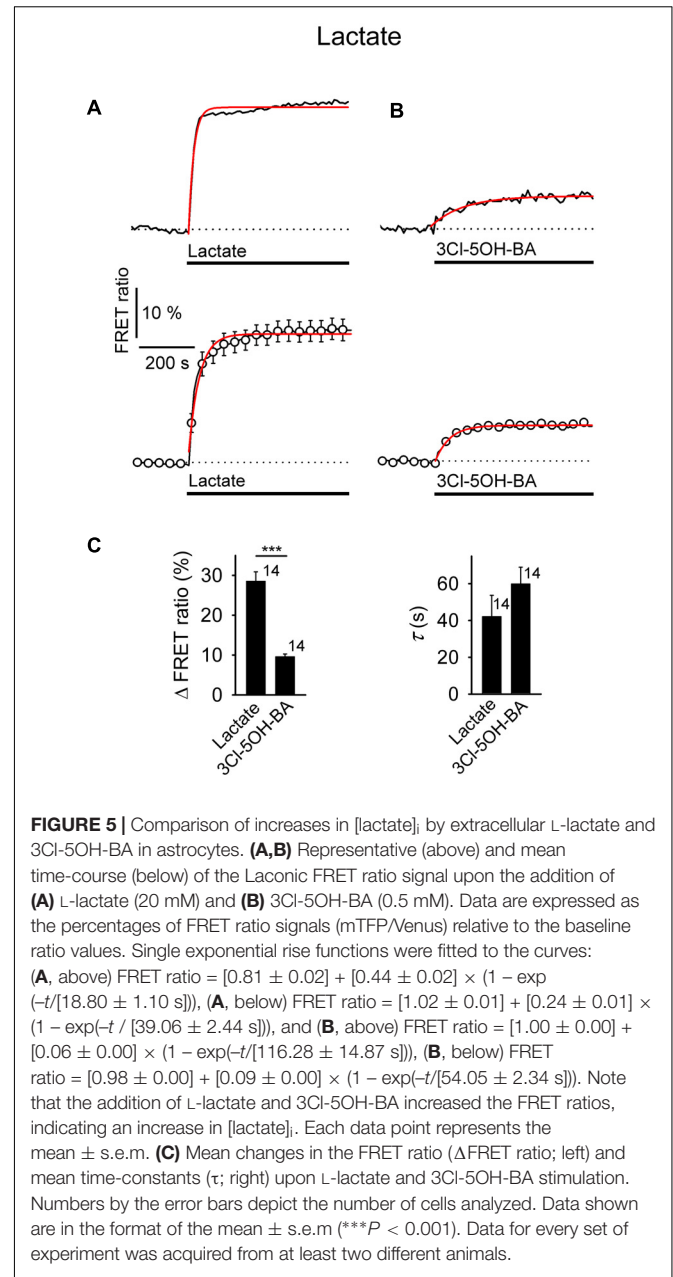 Lactate
A
B
Lactate
3Cl-5OH-BA
FRET ratio
10 %
200 s
Lactate
3Cl-5OH-BA
C
Δ FRET ratio (%)
30
20
10
0
***
14
14
Lactate
3Cl-5OH-BA
τ (s)
60
40
20
0
14
14
Lactate
3Cl-5OH-BA
FIGURE 5 | Comparison of increases in [lactate]i by extracellular L-lactate and
3Cl-5OH-BA in astrocytes. (A,B) Representative (above) and mean
time-course (below) of the Laconic FRET ratio signal upon the addition of
(A) L-lactate (20 mM) and (B) 3Cl-5OH-BA (0.5 mM). Data are expressed as
the percentages of FRET ratio signals (mTFP/Venus) relative to the baseline
ratio values. Single exponential rise functions were fitted to the curves:
(A, above) FRET ratio = [0.81 ± 0.02] + [0.44 ± 0.02] × (1 – exp
(–t/[18.80 ± 1.10 s])), (A, below) FRET ratio = [1.02 ± 0.01] + [0.24 ± 0.01] ×
(1 – exp(–t / [39.06 ± 2.44 s])), and (B, above) FRET ratio = [1.00 ± 0.00] +
[0.06 ± 0.00] × (1 – exp(–t/[116.28 ± 14.87 s])), (B, below) FRET
ratio = [0.98 ± 0.00] + [0.09 ± 0.00] × (1 – exp(–t/[54.05 ± 2.34 s])). Note
that the addition of L-lactate and 3Cl-5OH-BA increased the FRET ratios,
indicating an increase in [lactate]i. Each data point represents the
mean ± s.e.m. (C) Mean changes in the FRET ratio (ΔFRET ratio; left) and
mean time-constants (τ; right) upon L-lactate and 3Cl-5OH-BA stimulation.
Numbers by the error bars depict the number of cells analyzed. Data shown
are in the format of the mean ± s.e.m (***P < 0.001). Data for every set of
experiment was acquired from at least two different animals.